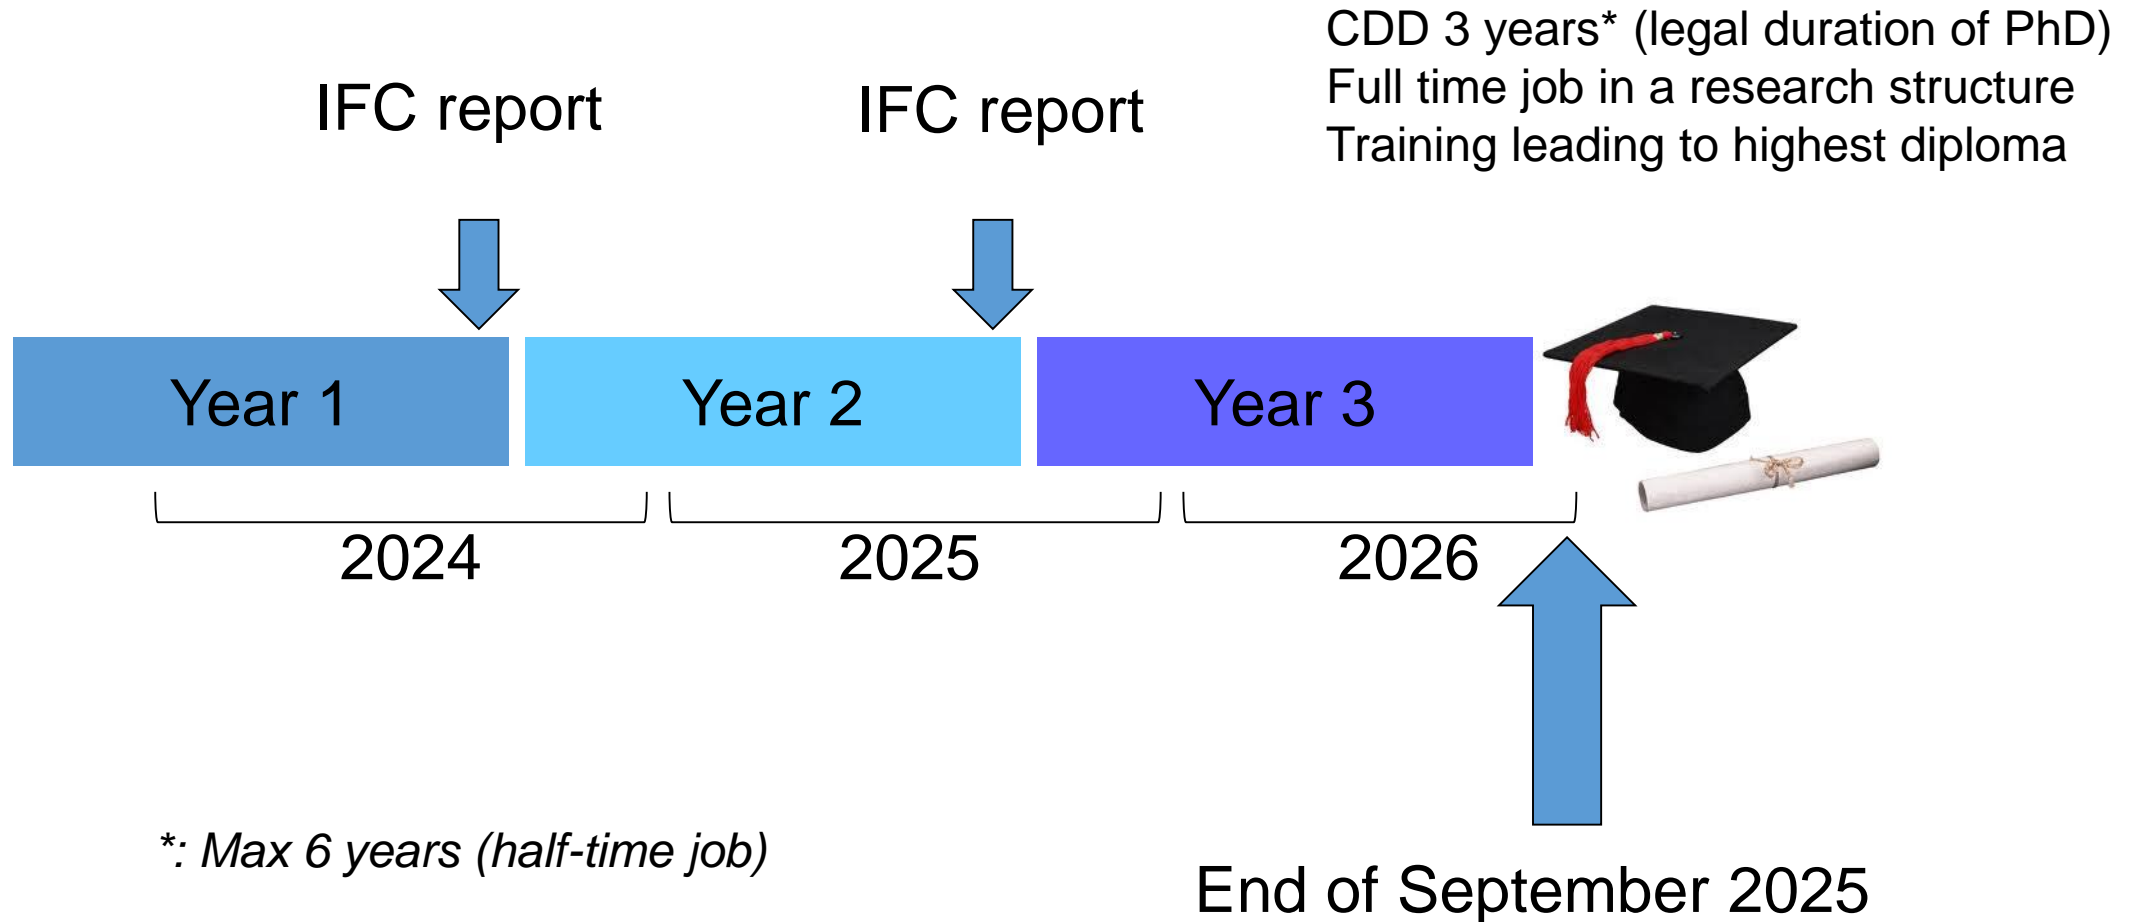 CDD 3 years* (legal duration of PhD)
Full time job in a research structure
Training leading to highest diploma
IFC report
IFC report
Year 1
Year 2
Year 3
2024
2025
2026
*: Max 6 years (half-time job)
End of September 2025